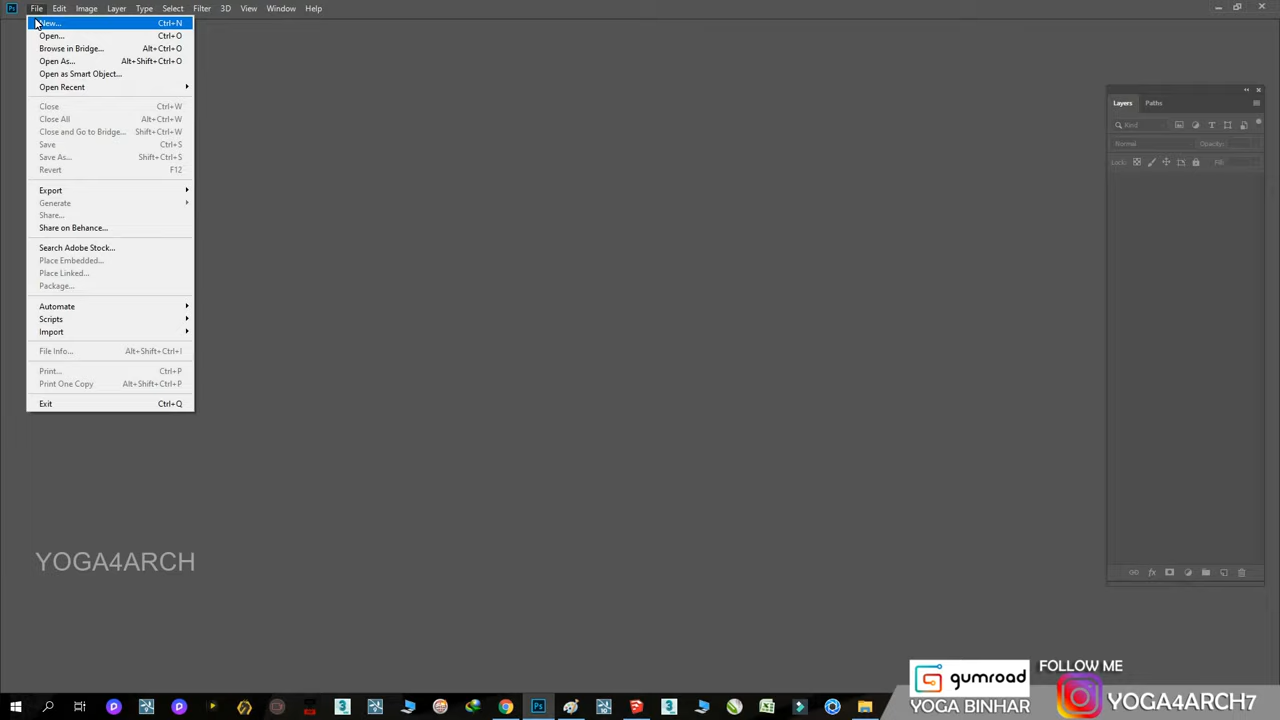 File Edit Image Layer Type Select Filter 3D View Window Help
New... Ctrl+N
Open... Ctrl+O
Browse in Bridge... Alt+Ctrl+O
Open As... Alt+Shift+Ctrl+O
Open as Smart Object...
Open Recent
Close Ctrl+W
Close All Alt+Ctrl+W
Close and Go to Bridge... Shift+Ctrl+W
Save Ctrl+S
Save As... Shift+Ctrl+S
Revert F12
Export
Generate
Share...
Share on Behance...
Search Adobe Stock...
Place Embedded...
Place Linked...
Package...
Automate
Scripts
Import
File Info... Alt+Shift+Ctrl+I
Print... Ctrl+P
Print One Copy Alt+Shift+Ctrl+P
Exit Ctrl+Q
Layers Paths
Kind
Normal Opacity:
Lock: Fill:
YOGA4ARCH
gumroad
YOGA BINHAR
FOLLOW ME
YOGA4ARCH7